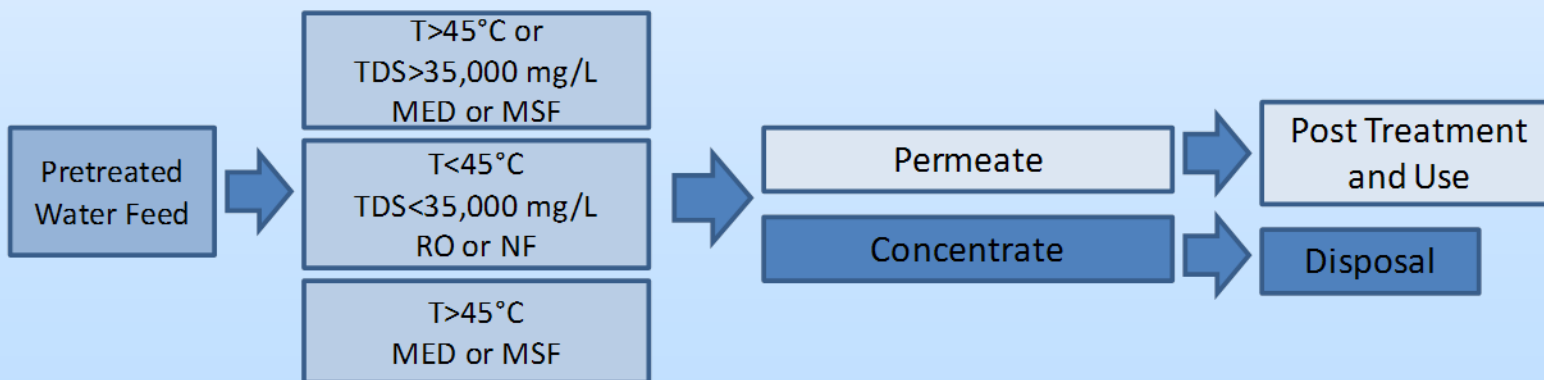 Pretreated
Water Feed
T>45°C or
TDS>35,000 mg/L
MED or MSF
T<45°C
TDS<35,000 mg/L
RO or NF
T>45°C
MED or MSF
Permeate
Concentrate
Post Treatment
and Use
Disposal